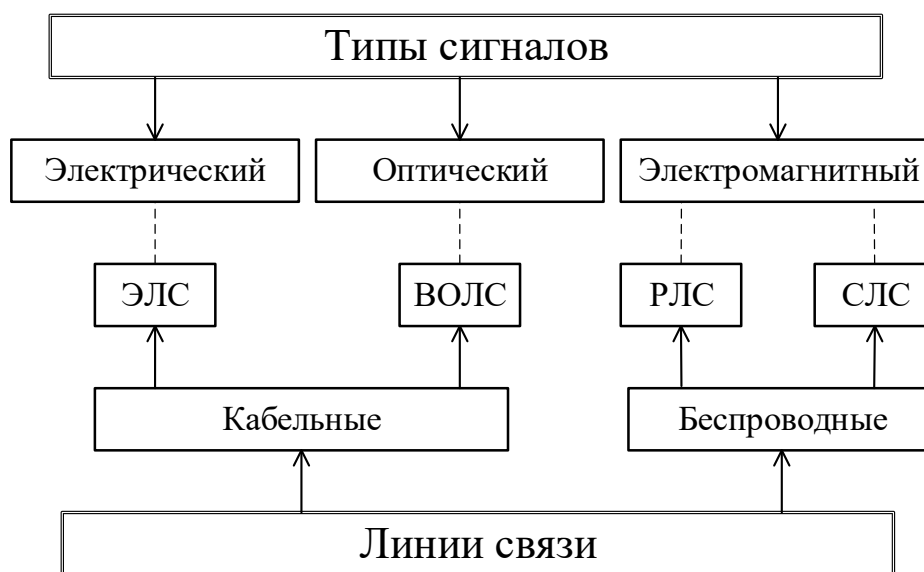 Типы сигналов
Электрический
Оптический
Электромагнитный
ЭЛС
ВОЛС
РЛС
СЛС
Кабельные
Беспроводные
Линии связи